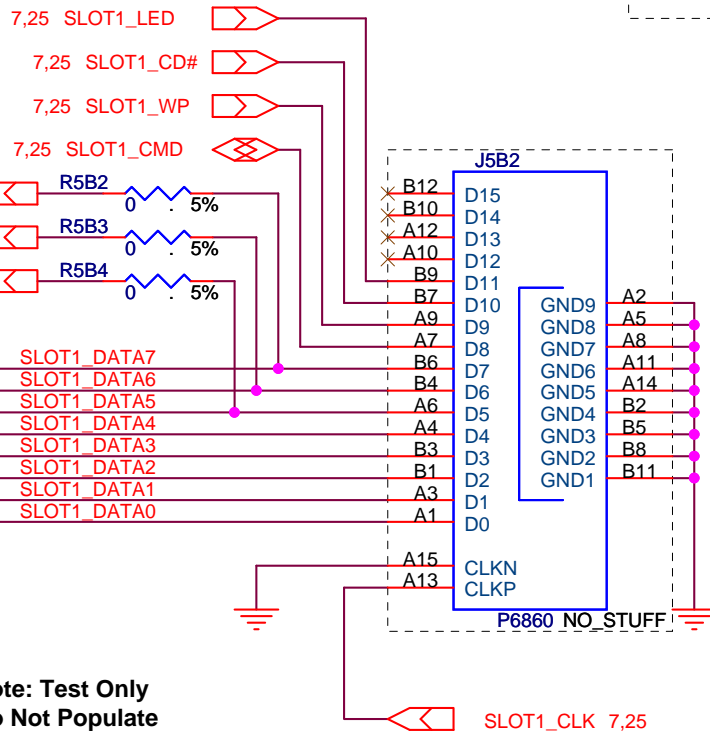 7,25 SLOT1_LED
7,25 SLOT1_CD#
7,25 SLOT1_WP
7,25 SLOT1_CMD
R5B2
0 . 5%
R5B3
0 . 5%
R5B4
0 . 5%
SLOT1_DATA7
SLOT1_DATA6
SLOT1_DATA5
SLOT1_DATA4
SLOT1_DATA3
SLOT1_DATA2
SLOT1_DATA1
SLOT1_DATA0
J5B2
B12 D15
B10 D14
A12 D13
A10 D12
B9 D11
B7 D10
A9 D9
A7 D8
B6 D7
B4 D6
A6 D5
A4 D4
B3 D3
B1 D2
A3 D1
A1 D0
A15 CLKN
A13 CLKP
GND9 A2
GND8 A5
GND7 A8
GND6 A11
GND5 A14
GND4 B2
GND3 B5
GND2 B8
GND1 B11
P6860 NO_STUFF
SLOT1_CLK 7,25
ote: Test Only
o Not Populate